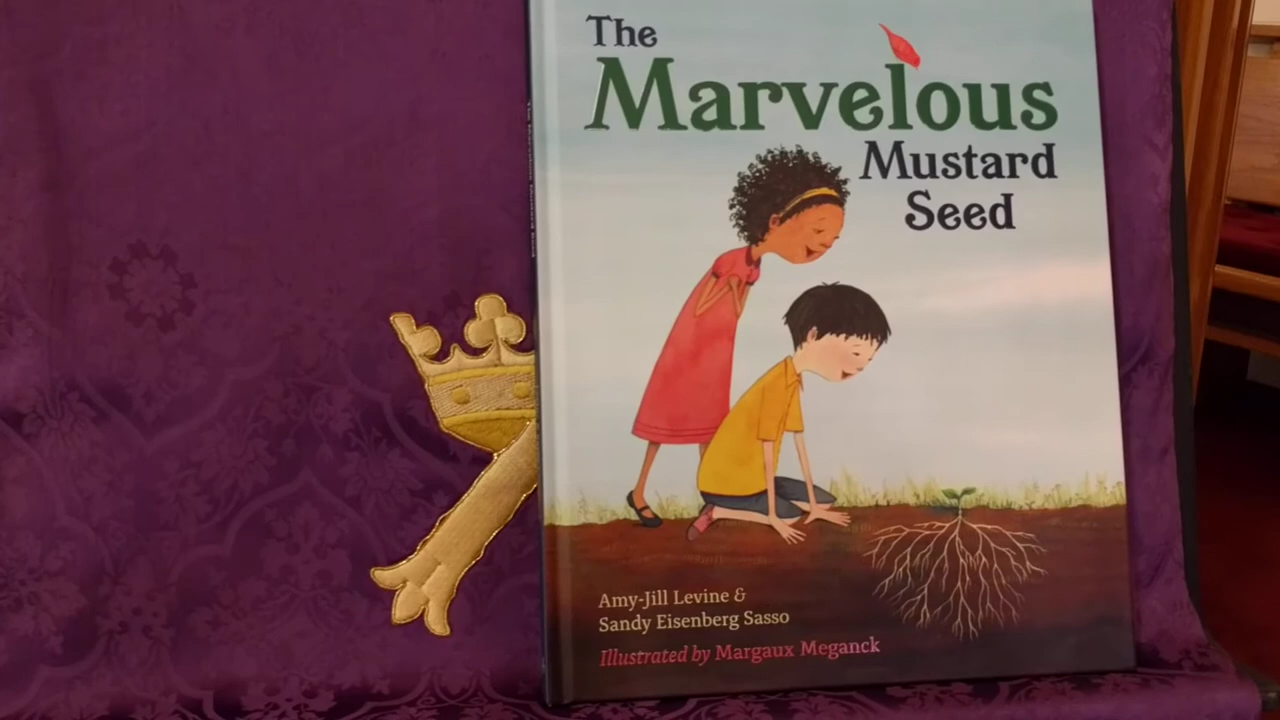 The
Marvelous
Mustard
Seed
Amy-Jill Levine &
Sandy Eisenberg Sasso
Illustrated by Margaux Meganck